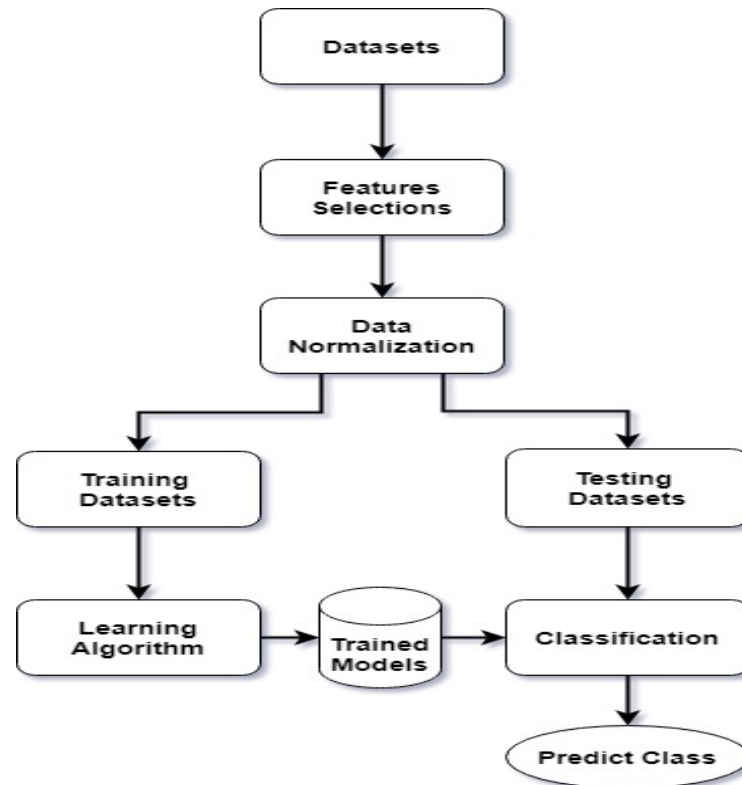 Datasets
Features
Selections
Data
Normalization
Training
Datasets
Testing
Datasets
Learning
Algorithm
Trained
Models
Classification
Predict Class